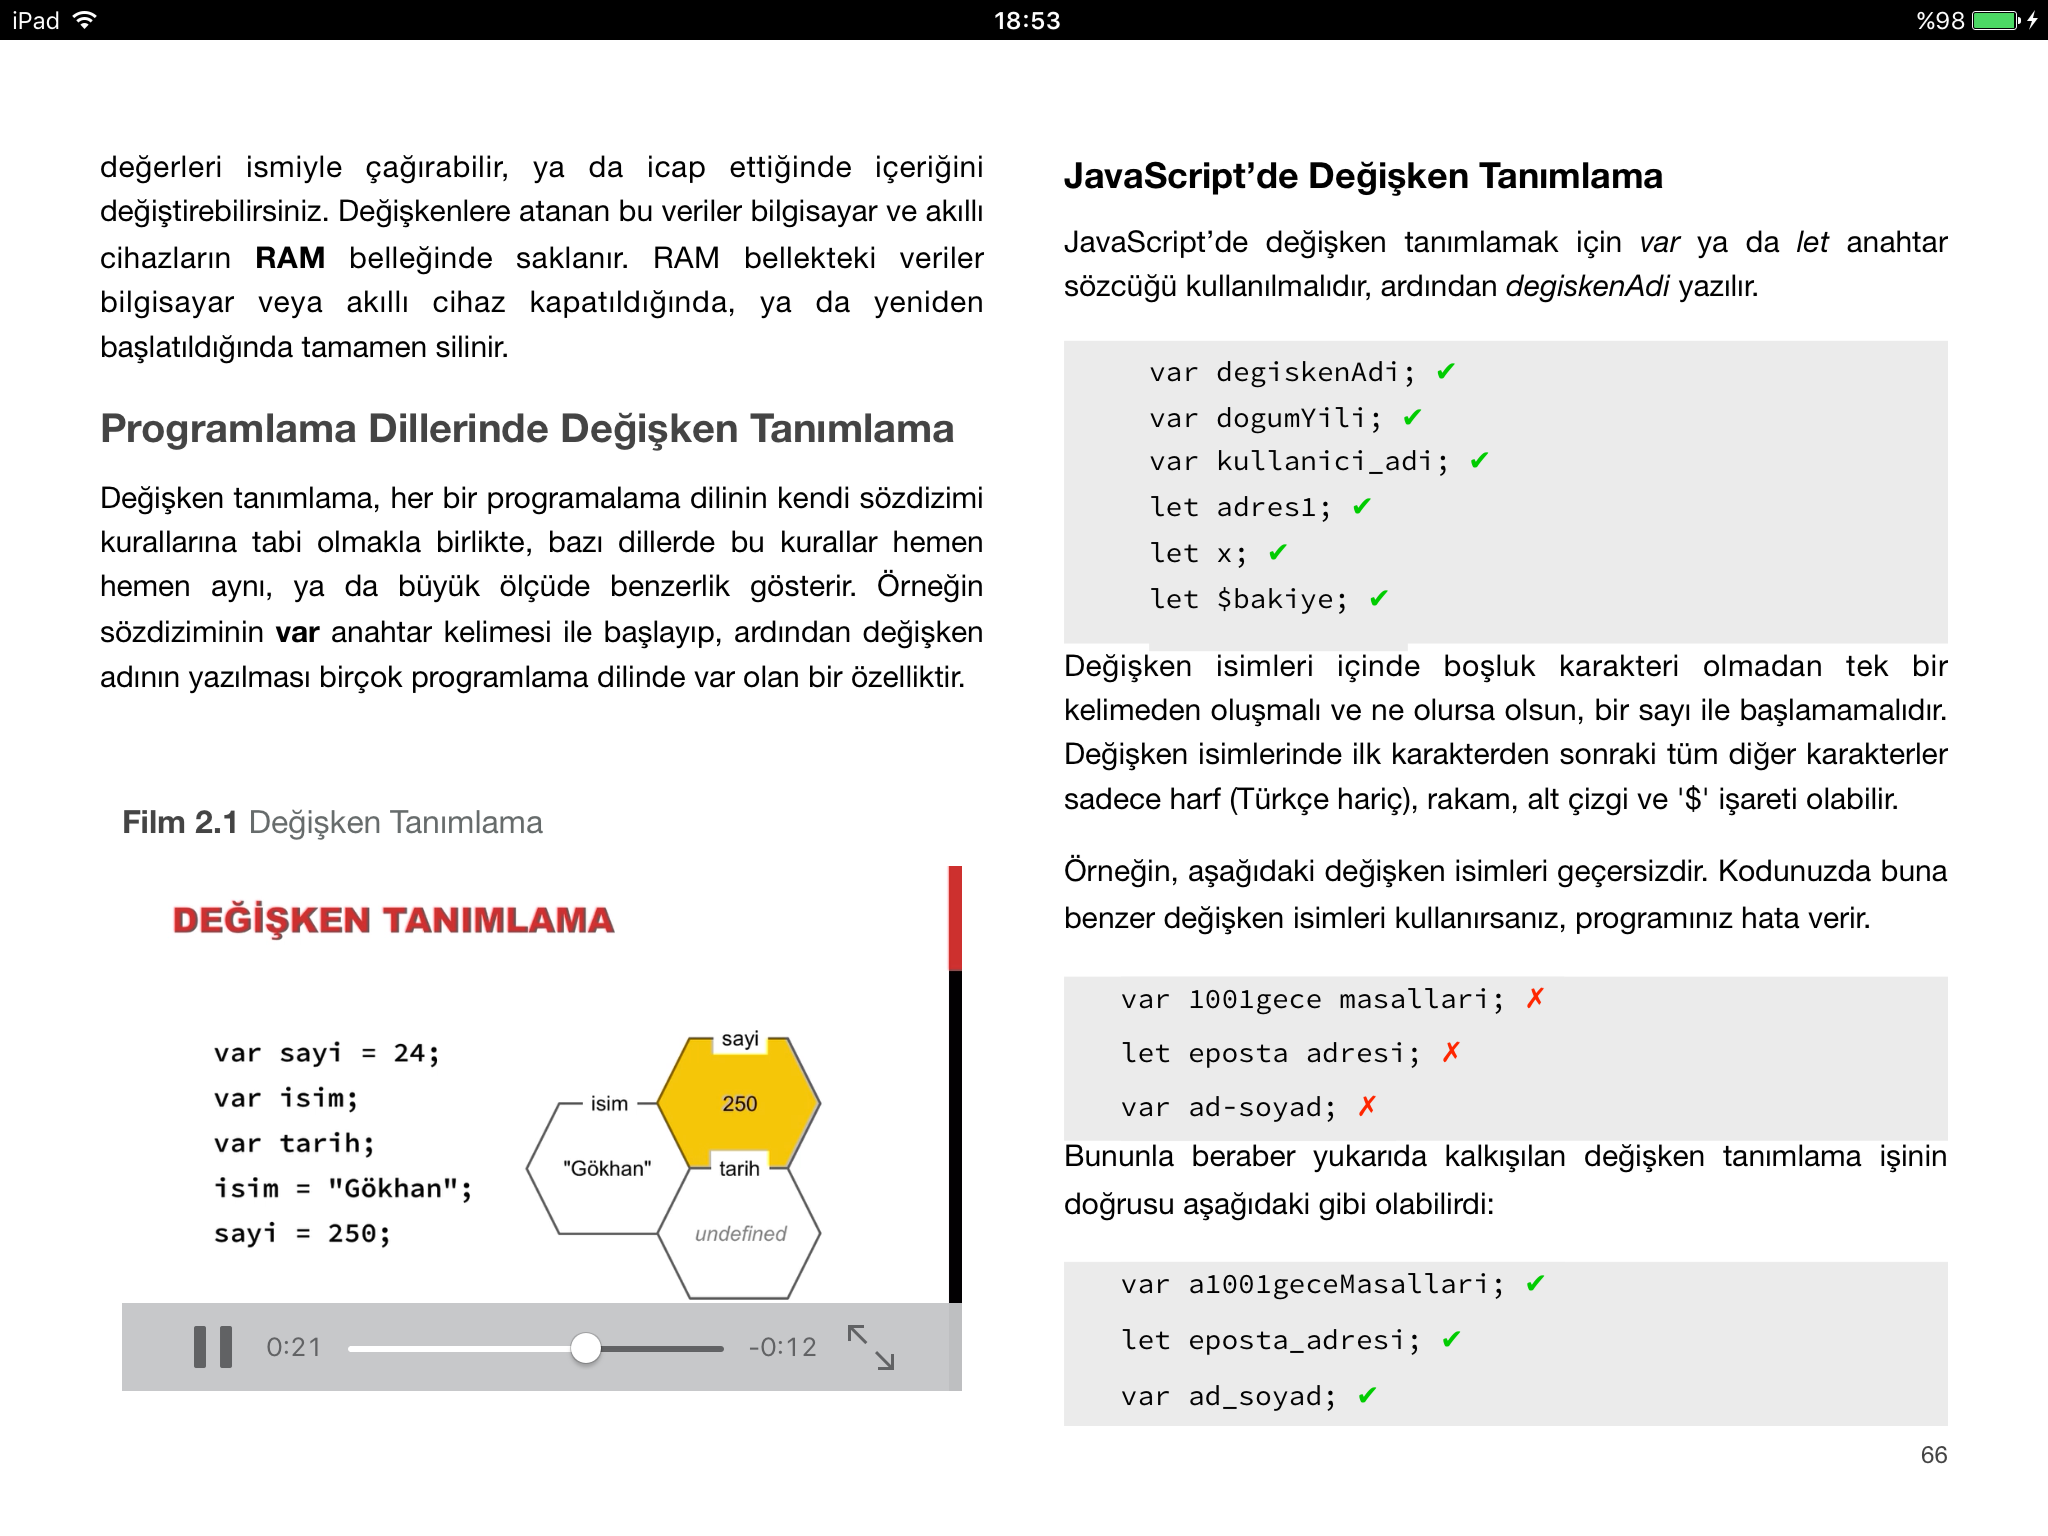 iPad 18:53 %98
değerleri ismiyle çağırabilir, ya da icap ettiğinde içeriğini
değiştirebilirsiniz. Değişkenlere atanan bu veriler bilgisayar ve akıllı
cihazların RAM belleğinde saklanır. RAM bellekteki veriler
bilgisayar veya akıllı cihaz kapatıldığında, ya da yeniden
başlatıldığında tamamen silinir.
Programlama Dillerinde Değişken Tanımlama
Değişken tanımlama, her bir programalama dilinin kendi sözdizimi
kurallarına tabi olmakla birlikte, bazı dillerde bu kurallar hemen
hemen aynı, ya da büyük ölçüde benzerlik gösterir. Örneğin
sözdiziminin var anahtar kelimesi ile başlayıp, ardından değişken
adının yazılması birçok programlama dilinde var olan bir özelliktir.
Film 2.1 Değişken Tanımlama
DEĞİŞKEN TANIMLAMA
var sayi = 24;
var isim;
var tarih;
isim = "Gökhan";
sayi = 250;
sayi
250
isim
"Gökhan"
tarih
undefined
0:21 -0:12
JavaScript’de Değişken Tanımlama
JavaScript’de değişken tanımlamak için var ya da let anahtar
sözcüğü kullanılmalıdır, ardından degiskenAdi yazılır.
var degiskenAdi; ✔
var dogumYili; ✔
var kullanici_adi; ✔
let adres1; ✔
let x; ✔
let $bakiye; ✔
Değişken isimleri içinde boşluk karakteri olmadan tek bir
kelimeden oluşmalı ve ne olursa olsun, bir sayı ile başlamamalıdır.
Değişken isimlerinde ilk karakterden sonraki tüm diğer karakterler
sadece harf (Türkçe hariç), rakam, alt çizgi ve '$' işareti olabilir.
Örneğin, aşağıdaki değişken isimleri geçersizdir. Kodunuzda buna
benzer değişken isimleri kullanırsanız, programınız hata verir.
var 1001gece masallari; ✗
let eposta adresi; ✗
var ad-soyad; ✗
Bununla beraber yukarıda kalkışılan değişken tanımlama işinin
doğrusu aşağıdaki gibi olabilirdi:
var a1001geceMasallari; ✔
let eposta_adresi; ✔
var ad_soyad; ✔
66